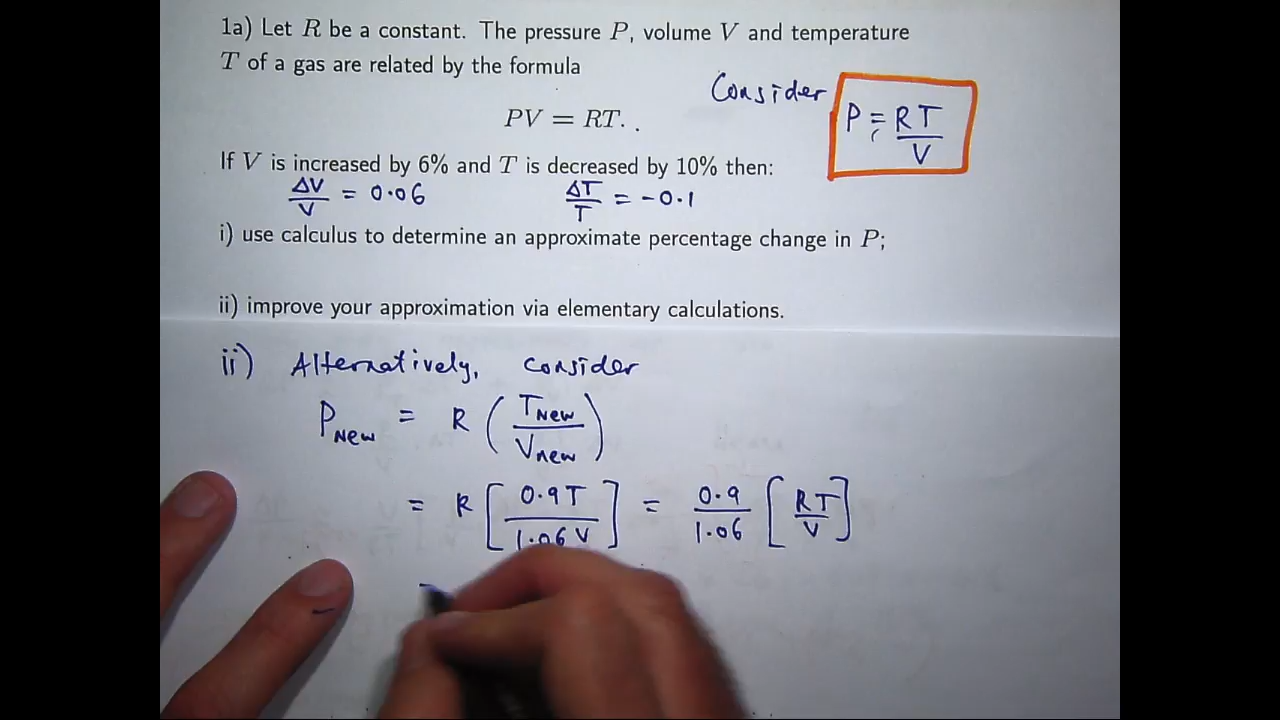 1a) Let R be a constant. The pressure P, volume V and temperature
T of a gas are related by the formula
Consider
P = RT/V
PV = RT.
If V is increased by 6% and T is decreased by 10% then:
ΔV/V = 0.06 ΔT/T = -0.1
i) use calculus to determine an approximate percentage change in P;
ii) improve your approximation via elementary calculations.
ii) Alternatively, consider
P_New = R (T_New/V_new)
= R [0.9T/1.06V] = 0.9/1.06 [RT/V]